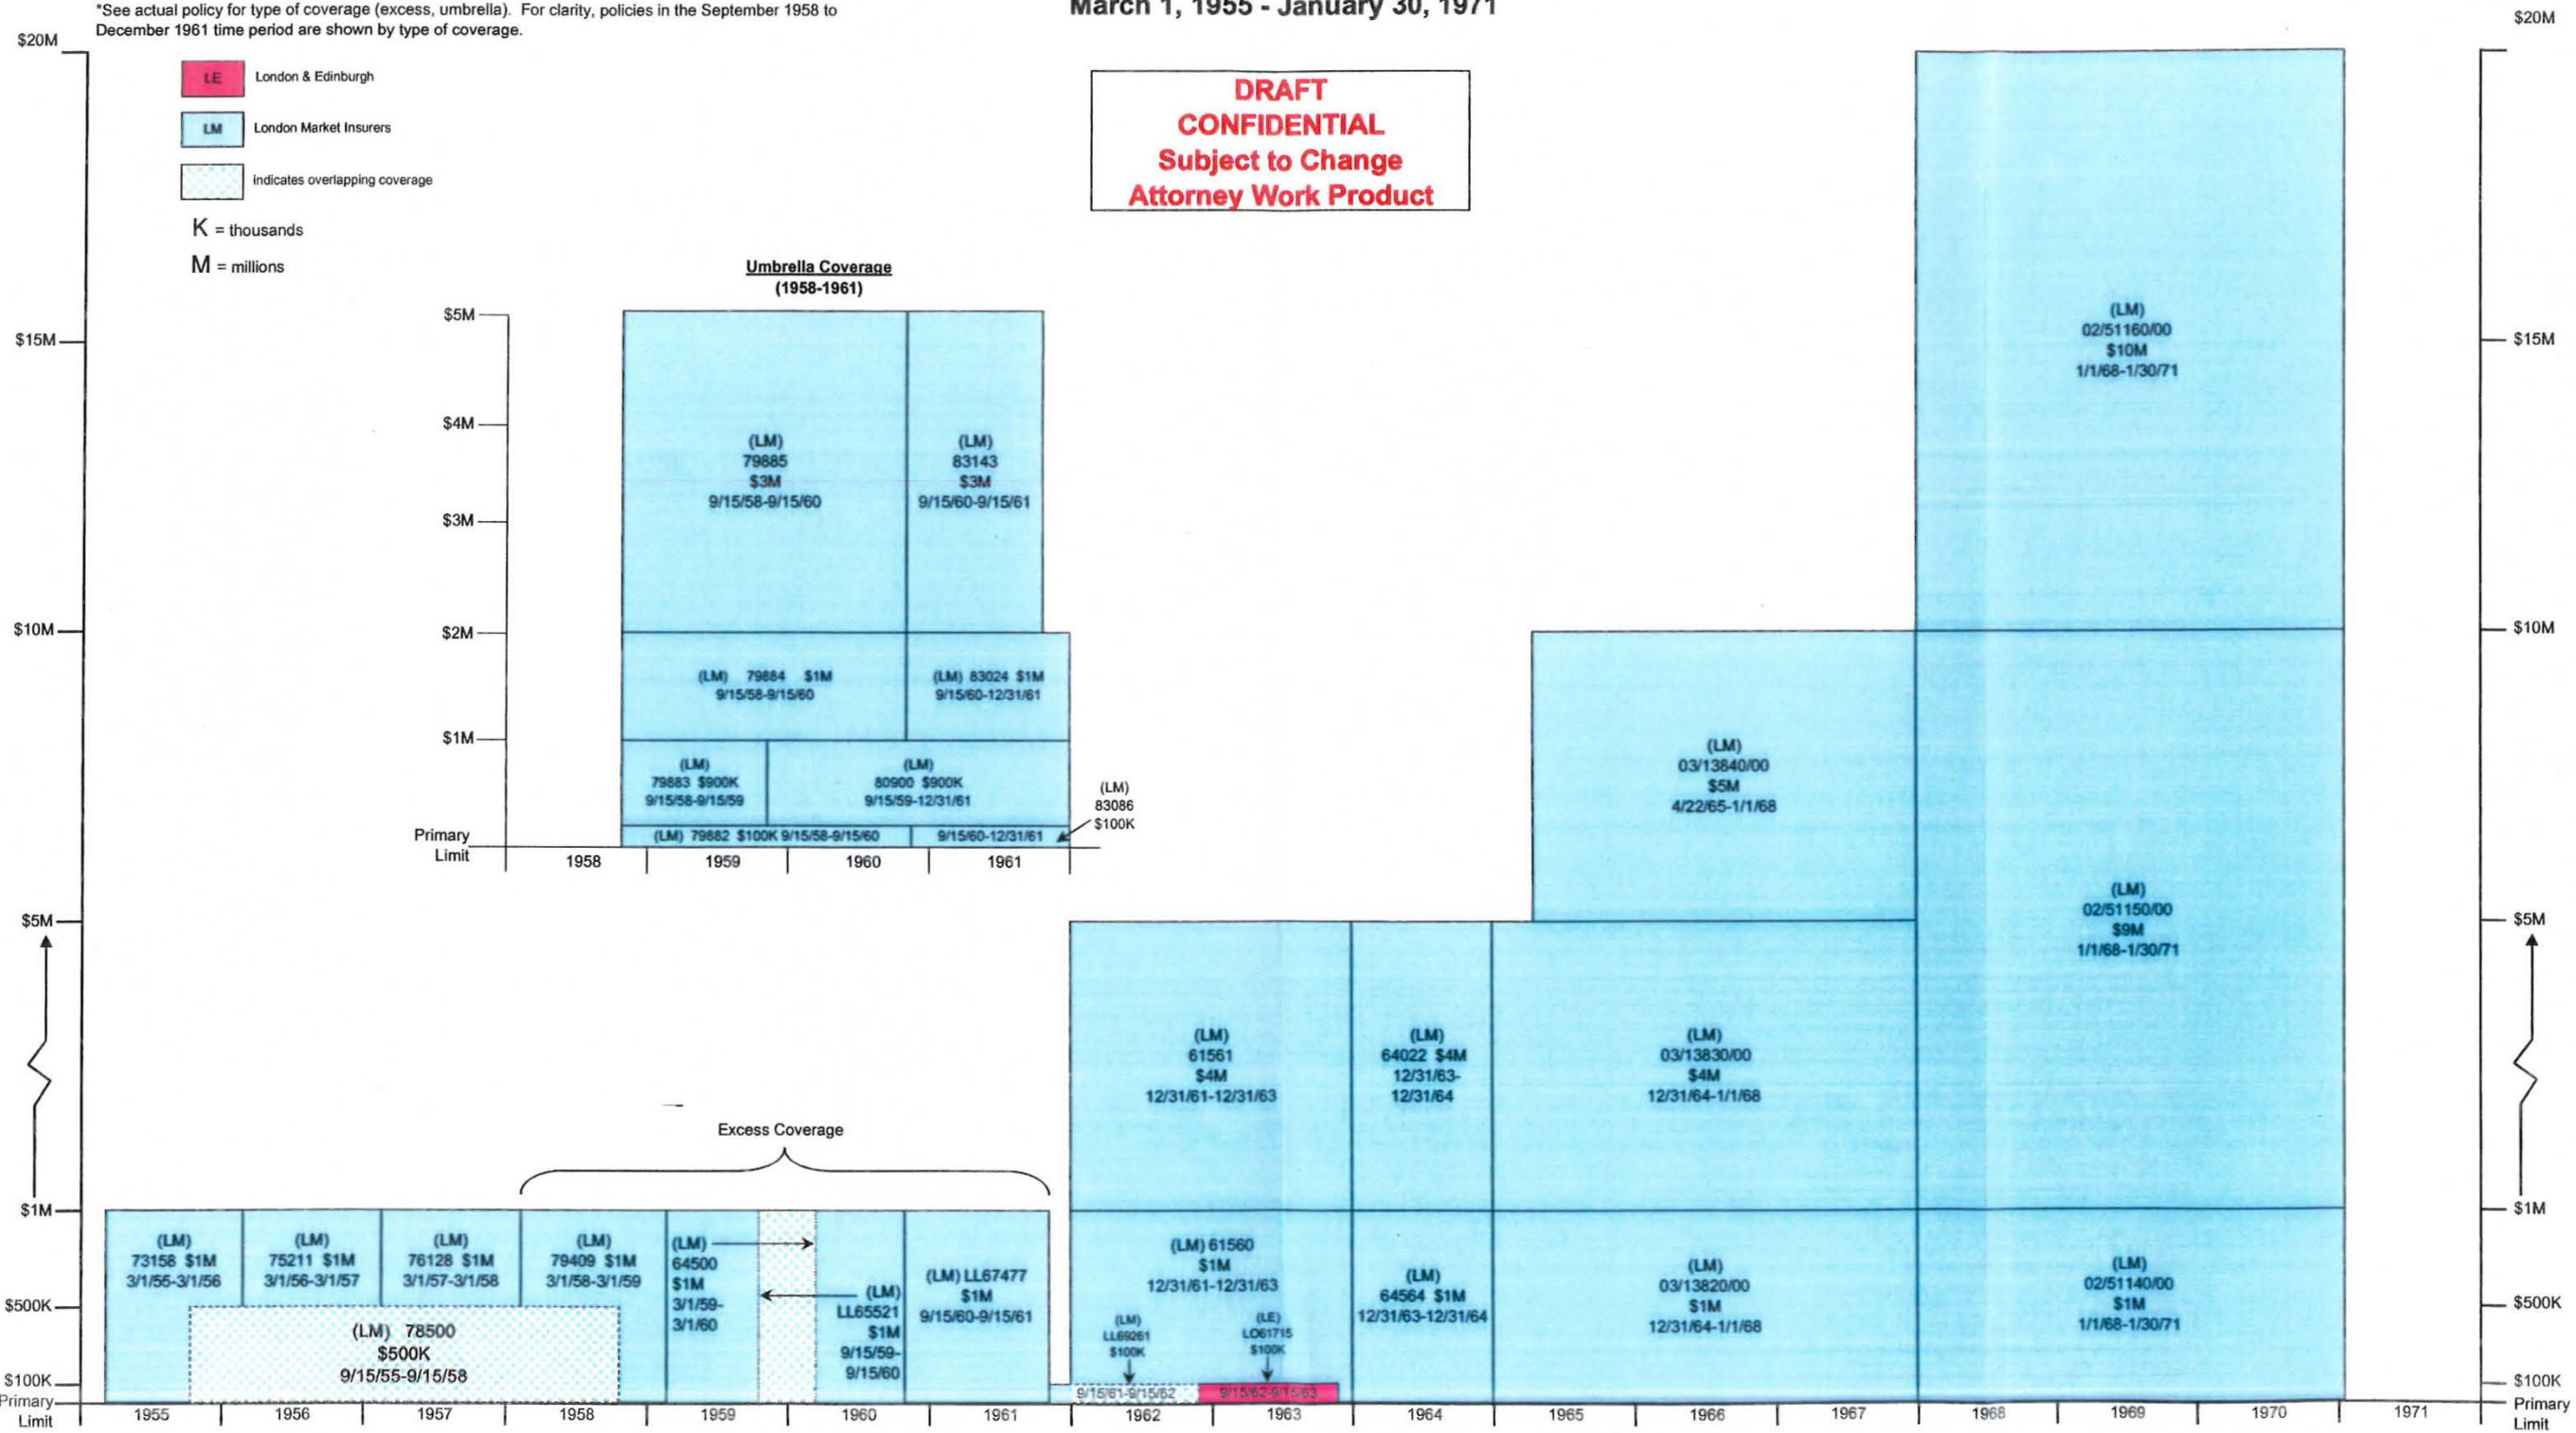 *See actual policy for type of coverage (excess, umbrella). For clarity, policies in the September 1958 to
December 1961 time period are shown by type of coverage.
March 1, 1955 - January 30, 1971
$20M
$15M
$10M
$5M
$1M
$500K
$100K
Primary
Limit
LE London & Edinburgh
LM London Market Insurers
indicates overlapping coverage
K = thousands
M = millions
DRAFT
CONFIDENTIAL
Subject to Change
Attorney Work Product
Umbrella Coverage
(1958-1961)
$5M
$4M
$3M
$2M
$1M
Primary
Limit
(LM)
79885
$3M
9/15/58-9/15/60
(LM)
83143
$3M
9/15/60-9/15/61
(LM) 79884 $1M
9/15/58-9/15/60
(LM) 83024 $1M
9/15/60-12/31/61
(LM)
79883 $900K
9/15/58-9/15/59
(LM)
80900 $900K
9/15/59-12/31/61
(LM) 79882 $100K 9/15/58-9/15/60
9/15/60-12/31/61
(LM)
83086
$100K
1958 1959 1960 1961
Excess Coverage
(LM)
73158 $1M
3/1/55-3/1/56
(LM)
75211 $1M
3/1/56-3/1/57
(LM)
76128 $1M
3/1/57-3/1/58
(LM)
79409 $1M
3/1/58-3/1/59
(LM) 78500
$500K
9/15/55-9/15/58
(LM)
64500
$1M
3/1/59-
3/1/60
(LM)
LL65521
$1M
9/15/59-
9/15/60
(LM) LL67477
$1M
9/15/60-9/15/61
(LM)
61561
$4M
12/31/61-12/31/63
(LM) 61560
$1M
12/31/61-12/31/63
(LM)
LL69261
$100K
9/15/61-9/15/62
(LE)
LO61715
$100K
9/15/62-9/15/63
(LM)
64022 $4M
12/31/63-
12/31/64
(LM)
64564 $1M
12/31/63-12/31/64
(LM)
03/13840/00
$5M
4/22/65-1/1/68
(LM)
03/13830/00
$4M
12/31/64-1/1/68
(LM)
03/13820/00
$1M
12/31/64-1/1/68
(LM)
02/51160/00
$10M
1/1/68-1/30/71
(LM)
02/51150/00
$9M
1/1/68-1/30/71
(LM)
02/51140/00
$1M
1/1/68-1/30/71
$20M
$15M
$10M
$5M
$1M
$500K
$100K
Primary
Limit
1955 1956 1957 1958 1959 1960 1961 1962 1963 1964 1965 1966 1967 1968 1969 1970 1971